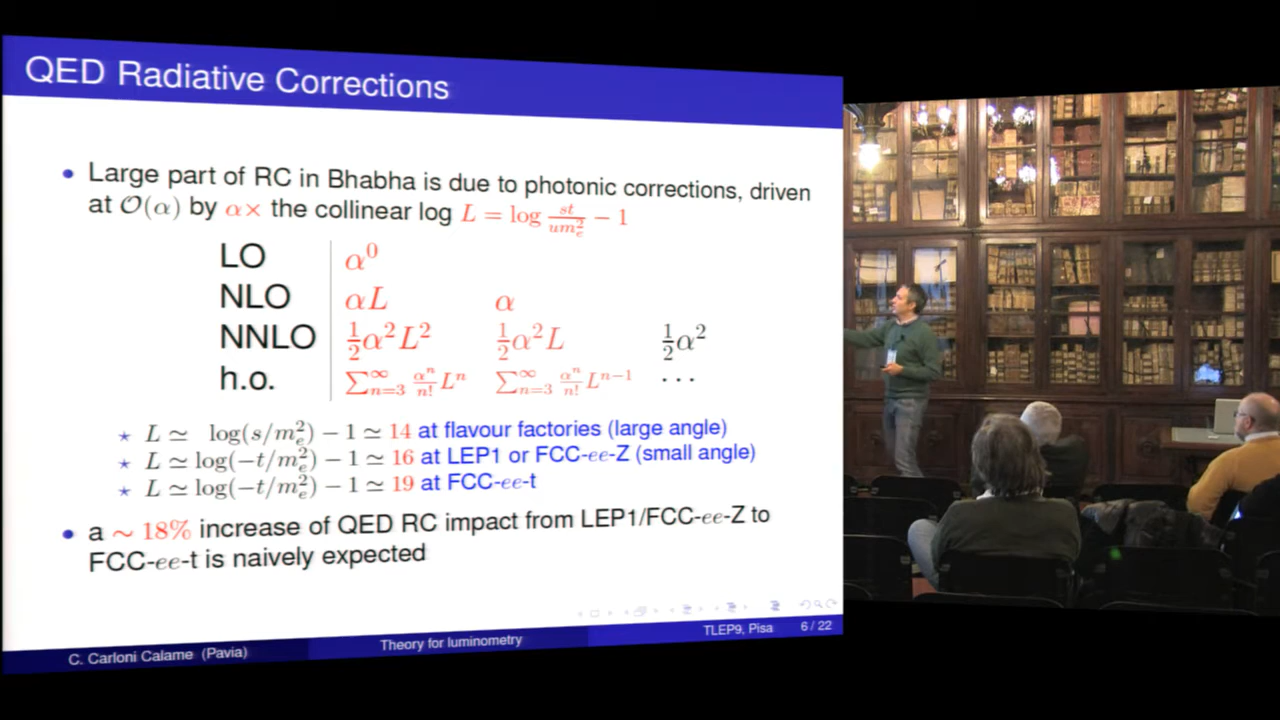 QED Radiative Corrections
• Large part of RC in Bhabha is due to photonic corrections, driven
at 𝒪(α) by α× the collinear log L = log st/um_e^2 − 1
LO α^0
NLO αL α
NNLO 1/2 α^2L^2 1/2 α^2L 1/2 α^2
h.o. ∑_{n=3}^∞ α^n/n! L^n ∑_{n=3}^∞ α^n/n! L^{n−1} ⋯
⋆ L ≃ log(s/m_e^2) − 1 ≃ 14 at flavour factories (large angle)
⋆ L ≃ log(−t/m_e^2) − 1 ≃ 16 at LEP1 or FCC-ee-Z (small angle)
⋆ L ≃ log(−t/m_e^2) − 1 ≃ 19 at FCC-ee-t
• a ∼ 18% increase of QED RC impact from LEP1/FCC-ee-Z to
FCC-ee-t is naively expected
C. Carloni Calame (Pavia) Theory for luminometry TLEP9, Pisa 6 / 22